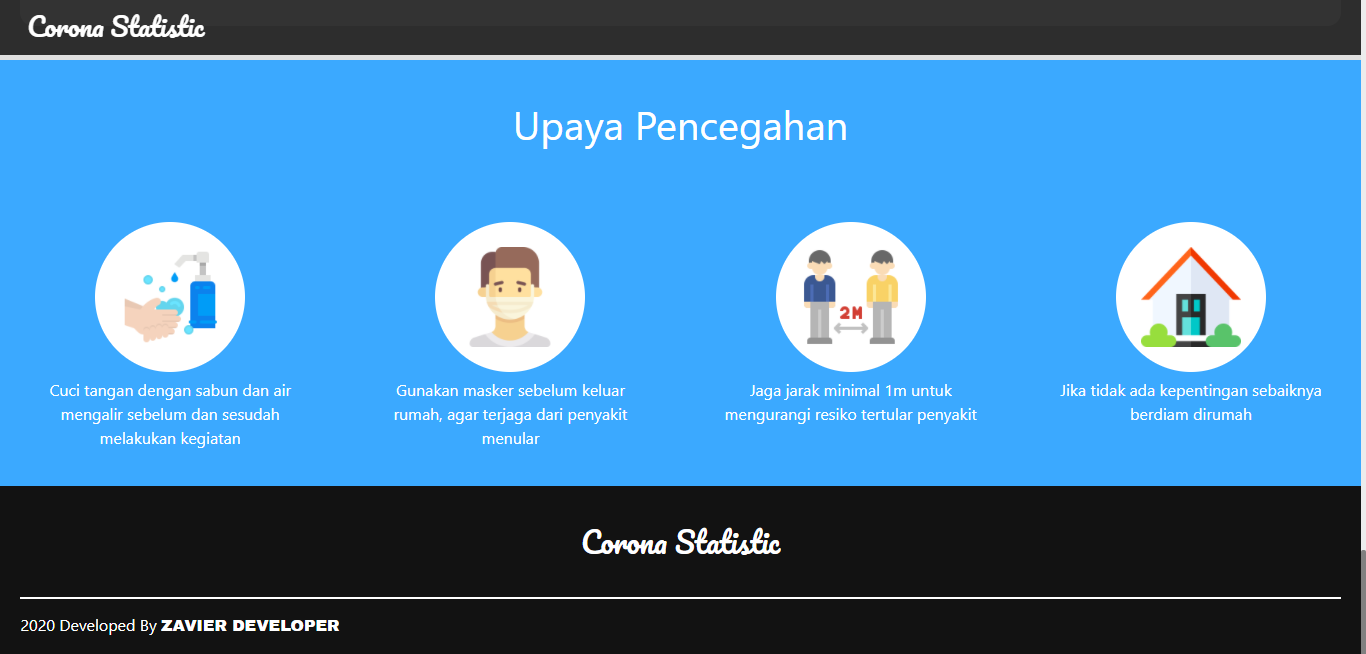 Corona Statistic
Upaya Pencegahan
2M
Cuci tangan dengan sabun dan air
mengalir sebelum dan sesudah
melakukan kegiatan
Gunakan masker sebelum keluar
rumah, agar terjaga dari penyakit
menular
Jaga jarak minimal 1m untuk
mengurangi resiko tertular penyakit
Jika tidak ada kepentingan sebaiknya
berdiam dirumah
Corona Statistic
2020 Developed By ZAVIER DEVELOPER